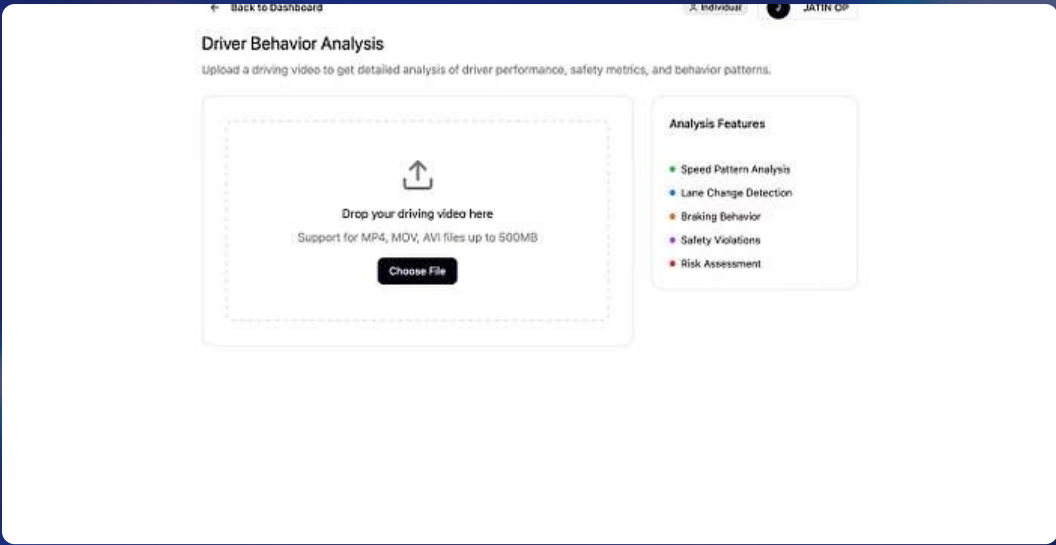 Back to Dashboard
Individual
J
JATIN OP
Driver Behavior Analysis
Upload a driving video to get detailed analysis of driver performance, safety metrics, and behavior patterns.
Drop your driving video here
Support for MP4, MOV, AVI files up to 500MB
Choose File
Analysis Features
Speed Pattern Analysis
Lane Change Detection
Braking Behavior
Safety Violations
Risk Assessment